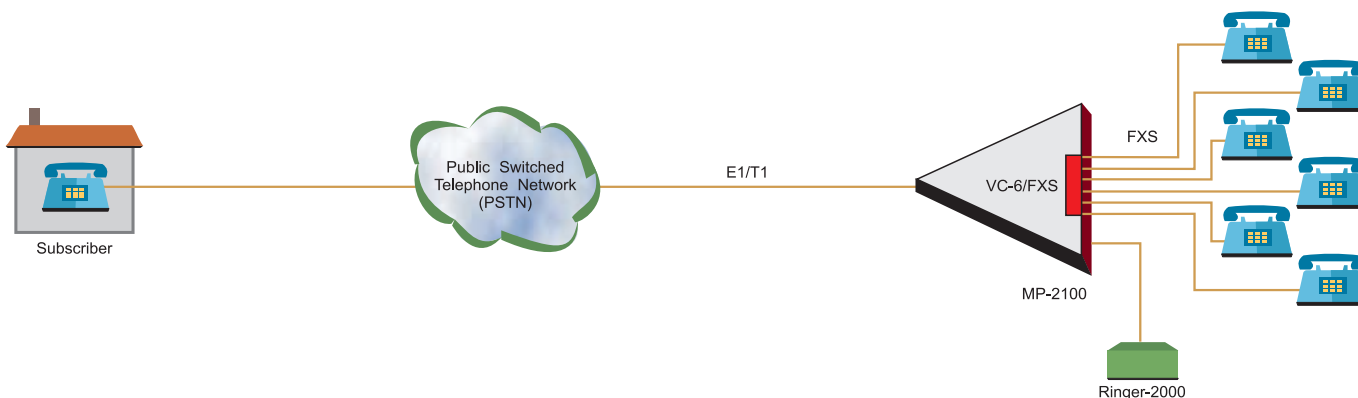 Subscriber
Public Switched
Telephone Network
(PSTN)
E1/T1
VC-6/FXS
FXS
MP-2100
Ringer-2000